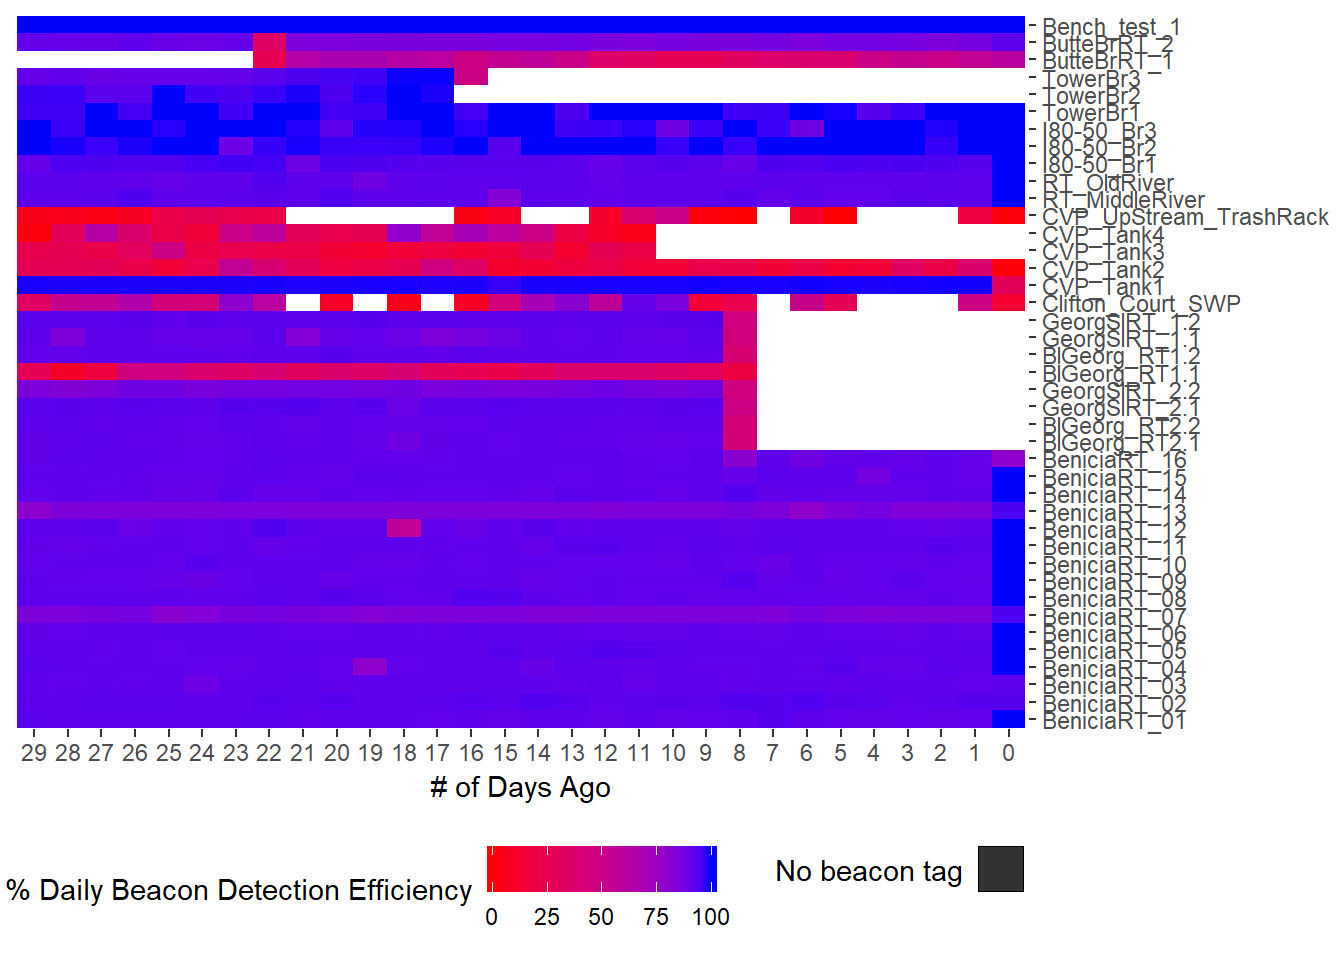 Bench_test_1
ButteBrRT_2
ButteBrRT_1
TowerBr3
TowerBr2
TowerBr1
I80-50_Br3
I80-50_Br2
I80-50_Br1
RT_OldRiver
RT_MiddleRiver
CVP_UpStream_TrashRack
CVP_Tank4
CVP_Tank3
CVP_Tank2
CVP_Tank1
Clifton_Court_SWP
GeorgSlRT_1.2
GeorgSlRT_1.1
BlGeorg_RT1.2
BlGeorg_RT1.1
GeorgSlRT_2.2
GeorgSlRT_2.1
BlGeorg_RT2.2
BlGeorg_RT2.1
BeniciaRT_16
BeniciaRT_15
BeniciaRT_14
BeniciaRT_13
BeniciaRT_12
BeniciaRT_11
BeniciaRT_10
BeniciaRT_09
BeniciaRT_08
BeniciaRT_07
BeniciaRT_06
BeniciaRT_05
BeniciaRT_04
BeniciaRT_03
BeniciaRT_02
BeniciaRT_01
29 28 27 26 25 24 23 22 21 20 19 18 17 16 15 14 13 12 11 10 9 8 7 6 5 4 3 2 1 0
# of Days Ago
% Daily Beacon Detection Efficiency
0 25 50 75 100
No beacon tag